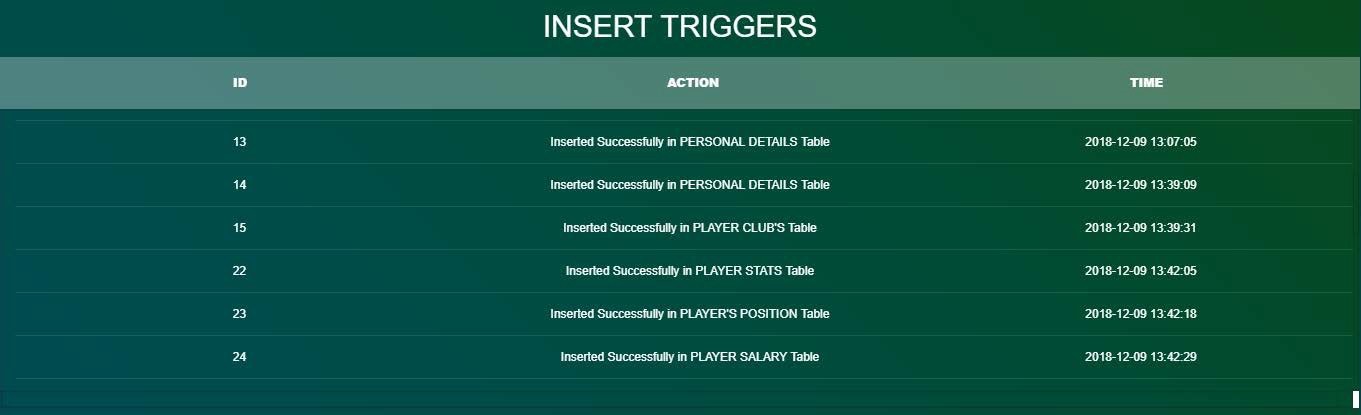 INSERT TRIGGERS
ID ACTION TIME
13 Inserted Successfully in PERSONAL DETAILS Table 2018-12-09 13:07:05
14 Inserted Successfully in PERSONAL DETAILS Table 2018-12-09 13:39:09
15 Inserted Successfully in PLAYER CLUB'S Table 2018-12-09 13:39:31
22 Inserted Successfully in PLAYER STATS Table 2018-12-09 13:42:05
23 Inserted Successfully in PLAYER'S POSITION Table 2018-12-09 13:42:18
24 Inserted Successfully in PLAYER SALARY Table 2018-12-09 13:42:29